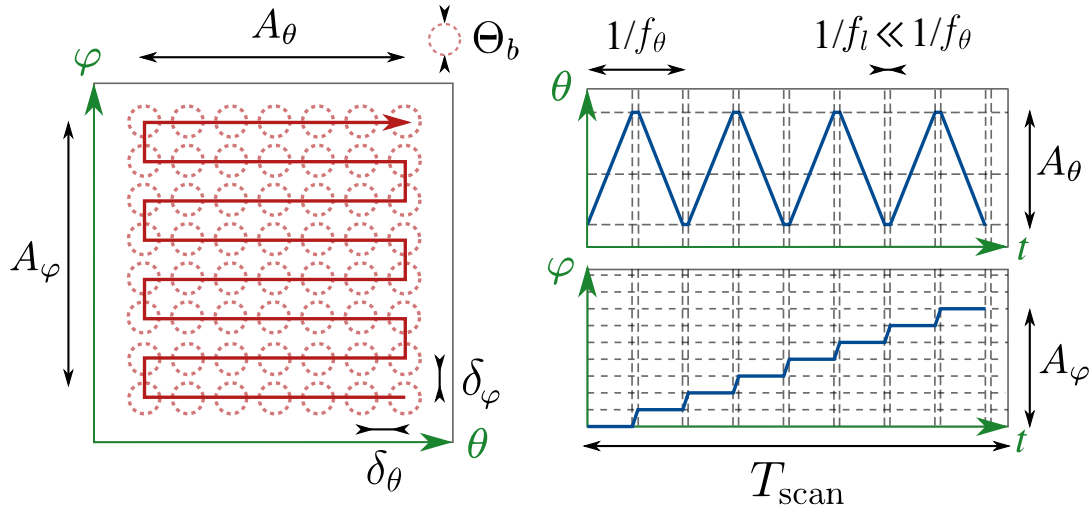 A_θ
Θ_b
φ
A_φ
δ_φ
θ
δ_θ
1/f_θ
1/f_l ≪ 1/f_θ
θ
A_θ
t
φ
A_φ
t
T_scan